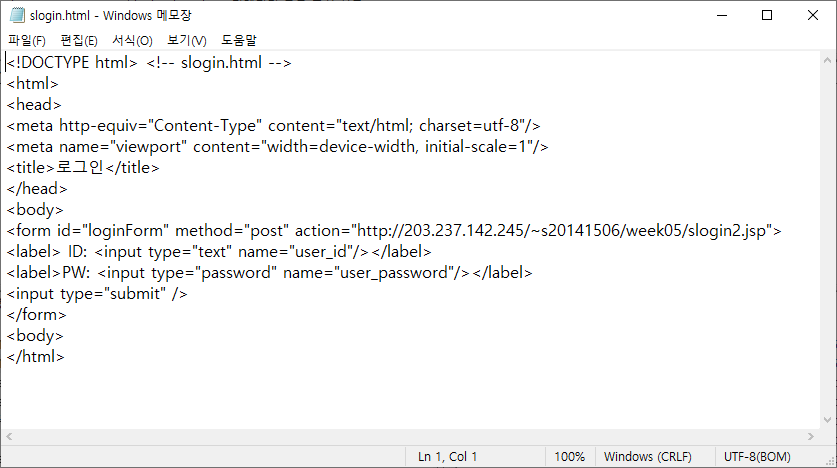 slogin.html - Windows 메모장
파일(F) 편집(E) 서식(O) 보기(V) 도움말
<!DOCTYPE html> <!-- slogin.html -->
<html>
<head>
<meta http-equiv="Content-Type" content="text/html; charset=utf-8"/>
<meta name="viewport" content="width=device-width, initial-scale=1"/>
<title>로그인</title>
</head>
<body>
<form id="loginForm" method="post" action="http://203.237.142.245/~s20141506/week05/slogin2.jsp">
<label> ID: <input type="text" name="user_id"/></label>
<label>PW: <input type="password" name="user_password"/></label>
<input type="submit" />
</form>
<body>
</html>
Ln 1, Col 1 100% Windows (CRLF) UTF-8(BOM)